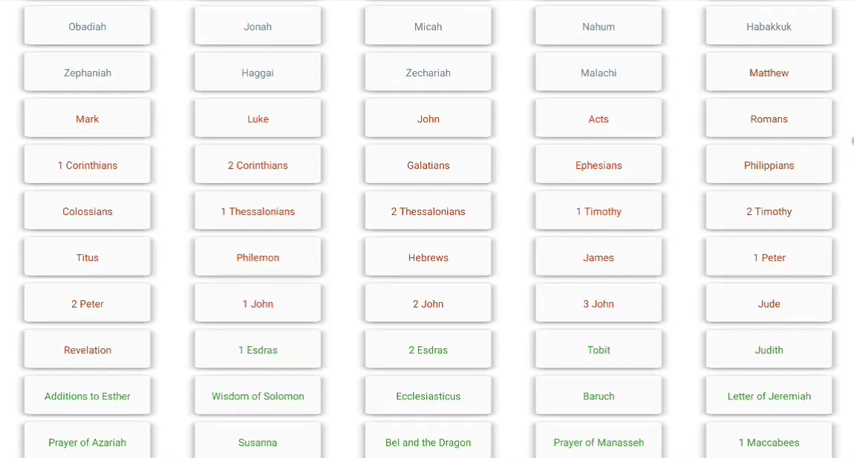 Obadiah
Jonah
Micah
Nahum
Habakkuk
Zephaniah
Haggai
Zechariah
Malachi
Matthew
Mark
Luke
John
Acts
Romans
1 Corinthians
2 Corinthians
Galatians
Ephesians
Philippians
Colossians
1 Thessalonians
2 Thessalonians
1 Timothy
2 Timothy
Titus
Philemon
Hebrews
James
1 Peter
2 Peter
1 John
2 John
3 John
Jude
Revelation
1 Esdras
2 Esdras
Tobit
Judith
Additions to Esther
Wisdom of Solomon
Ecclesiasticus
Baruch
Letter of Jeremiah
Prayer of Azariah
Susanna
Bel and the Dragon
Prayer of Manasseh
1 Maccabees